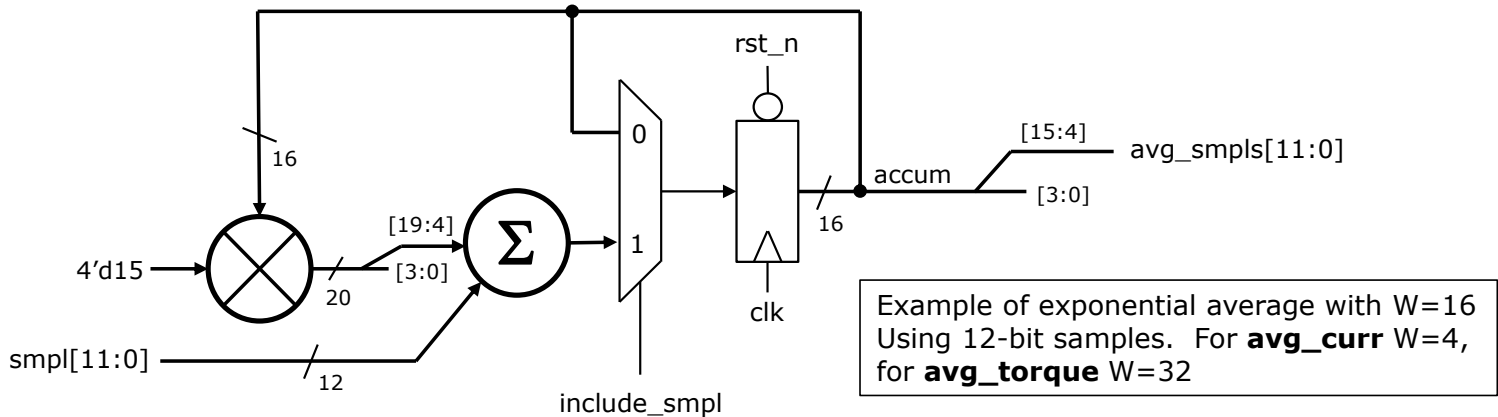 rst_n
[15:4]
16
0
avg_smpls[11:0]
accum
[19:4]
[3:0]
16
Σ
1
4'd15
[3:0]
20
clk
smpl[11:0]
12
include_smpl
Example of exponential average with W=16
Using 12-bit samples. For avg_curr W=4,
for avg_torque W=32